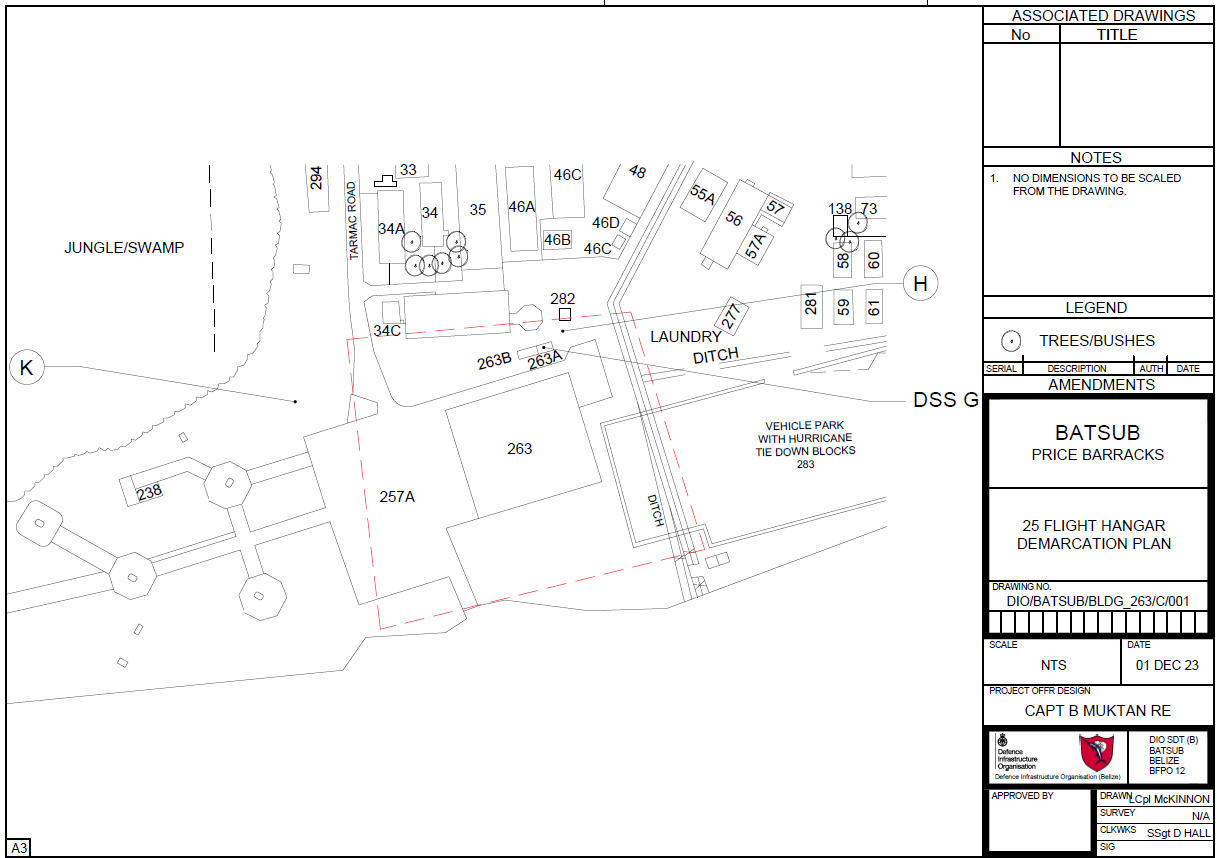 ASSOCIATED DRAWINGS
No TITLE
NOTES
1. NO DIMENSIONS TO BE SCALED
FROM THE DRAWING.
LEGEND
TREES/BUSHES
SERIAL DESCRIPTION AUTH DATE
AMENDMENTS
BATSUB
PRICE BARRACKS
25 FLIGHT HANGAR
DEMARCATION PLAN
DRAWING NO.
DIO/BATSUB/BLDG_263/C/001
SCALE
NTS
DATE
01 DEC 23
PROJECT OFFR DESIGN
CAPT B MUKTAN RE
Defence
Infrastructure
Organisation
Defence Infrastructure Organisation (Belize)
DIO SDT (B)
BATSUB
BELIZE
BFPO 12
APPROVED BY
DRAWN LCpl McKINNON
SURVEY N/A
CLKWKS SSgt D HALL
SIG
A3
JUNGLE/SWAMP
294
TARMAC ROAD
33
34
34A
35
46A
46C
48
46D
46B
46C
55A
56
57
57A
138
73
58
60
281
59
61
277
H
282
34C
LAUNDRY
DITCH
263B
263A
K
DSS G
263
VEHICLE PARK
WITH HURRICANE
TIE DOWN BLOCKS
283
257A
238
DITCH